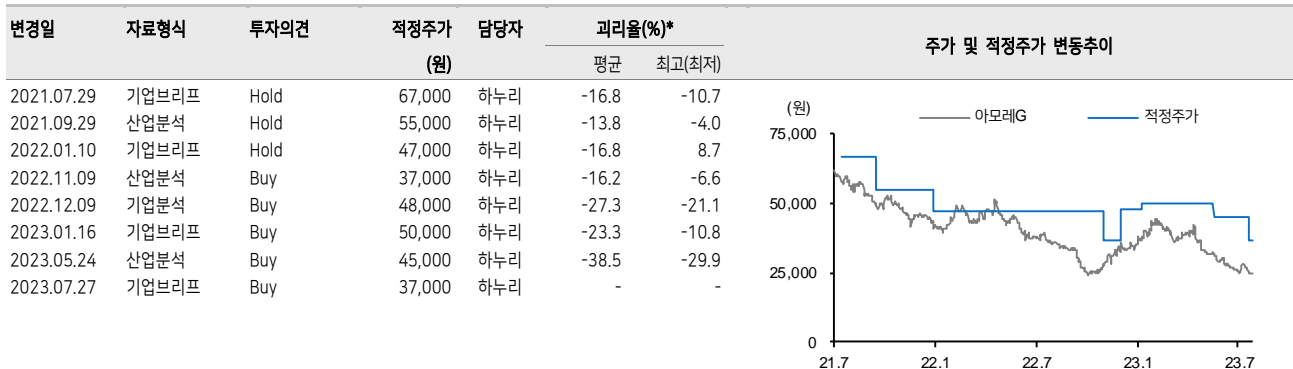 변경일 자료형식 투자의견 적정주가 담당자 괴리율(%)*
(원) 평균 최고(최저)
2021.07.29 기업브리프 Hold 67,000 하누리 -16.8 -10.7
2021.09.29 산업분석 Hold 55,000 하누리 -13.8 -4.0
2022.01.10 기업브리프 Hold 47,000 하누리 -16.8 8.7
2022.11.09 산업분석 Buy 37,000 하누리 -16.2 -6.6
2022.12.09 기업분석 Buy 48,000 하누리 -27.3 -21.1
2023.01.16 기업브리프 Buy 50,000 하누리 -23.3 -10.8
2023.05.24 산업분석 Buy 45,000 하누리 -38.5 -29.9
2023.07.27 기업브리프 Buy 37,000 하누리 - -
주가 및 적정주가 변동추이
(원)
아모레G 적정주가
75,000
50,000
25,000
0
21.7 22.1 22.7 23.1 23.7